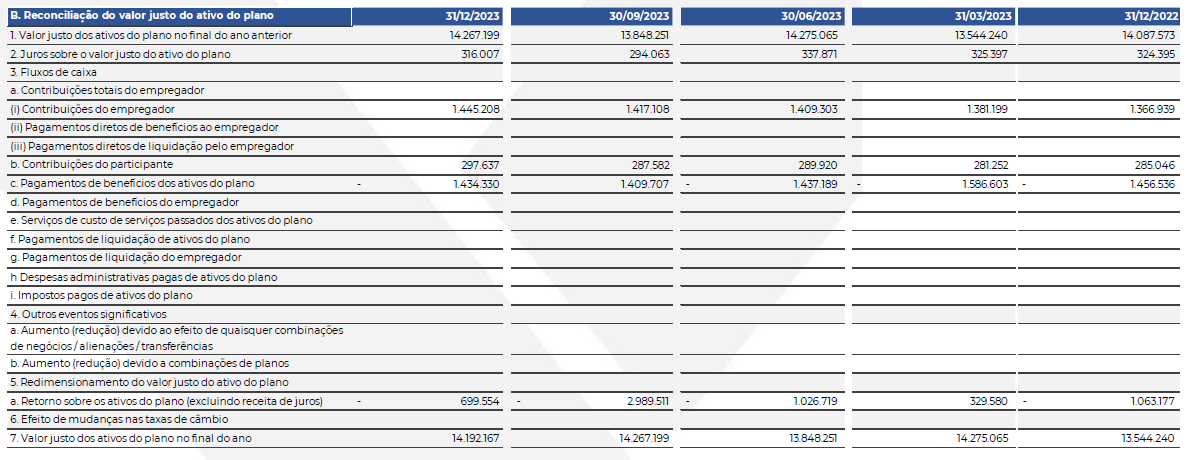 B. Reconciliação do valor justo do ativo do plano 31/12/2023 30/09/2023 30/06/2023 31/03/2023 31/12/2022
1. Valor justo dos ativos do plano no final do ano anterior 14.267.199 13.848.251 14.275.065 13.544.240 14.087.573
2. Juros sobre o valor justo do ativo do plano 316.007 294.063 337.871 325.397 324.395
3. Fluxos de caixa
a. Contribuições totais do empregador
(i) Contribuições do empregador 1.445.208 1.417.108 1.409.303 1.381.199 1.366.939
(ii) Pagamentos diretos de benefícios ao empregador
(iii) Pagamentos diretos de liquidação pelo empregador
b. Contribuições do participante 297.637 287.582 289.920 281.252 285.046
c. Pagamentos de benefícios dos ativos do plano - 1.434.330 1.409.707 - 1.437.189 - 1.586.603 - 1.456.536
d. Pagamentos de benefícios do empregador
e. Serviços de custo de serviços passados dos ativos do plano
f. Pagamentos de liquidação de ativos do plano
g. Pagamentos de liquidação do empregador
h Despesas administrativas pagas de ativos do plano
i. Impostos pagos de ativos do plano
4. Outros eventos significativos
a. Aumento (redução) devido ao efeito de quaisquer combinações
de negócios / alienações / transferências
b. Aumento (redução) devido a combinações de planos
5. Redimensionamento do valor justo do ativo do plano
a. Retorno sobre os ativos do plano (excluindo receita de juros) - 699.554 - 2.989.511 - 1.026.719 329.580 - 1.063.177
6. Efeito de mudanças nas taxas de câmbio
7. Valor justo dos ativos do plano no final do ano 14.192.167 14.267.199 13.848.251 14.275.065 13.544.240